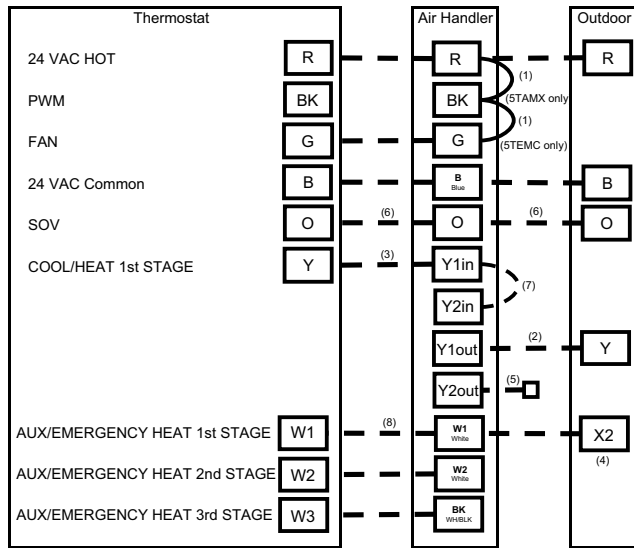 Thermostat Air Handler Outdoor
24 VAC HOT R R R
(1)
PWM BK BK (5TAMX only
(1)
FAN G G (5TEMC only)
24 VAC Common B B B
Blue
SOV O (6) O (6) O
COOL/HEAT 1st STAGE Y (3) Y1in
(7)
Y2in
Y1out (2) Y
Y2out (5)
AUX/EMERGENCY HEAT 1st STAGE W1 (8) W1 X2
White
(4)
AUX/EMERGENCY HEAT 2nd STAGE W2 W2
White
AUX/EMERGENCY HEAT 3rd STAGE W3 BK
WH/BLK